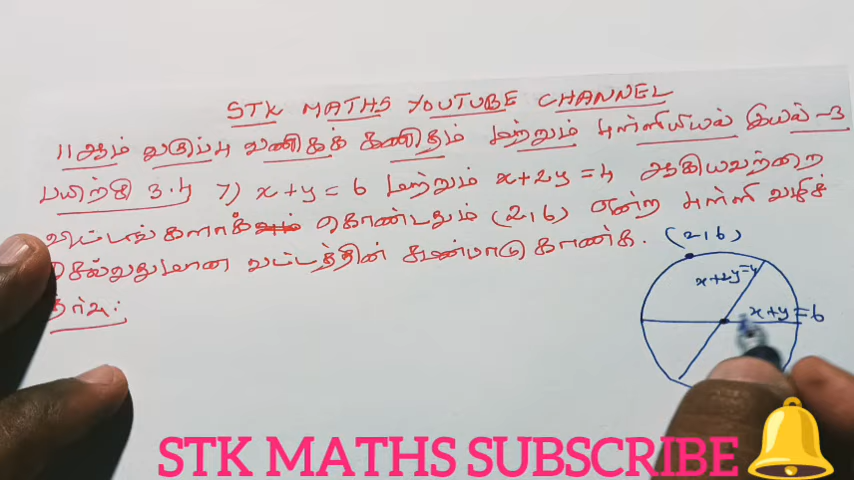 STK MATHS YOUTUBE CHANNEL
11ஆம் வகுப்பு வணிகக் கணிதம் மற்றும் புள்ளியியல் இயல் -3
பயிற்சி 3.4 7) x+y=6 மற்றும் x+2y=4 ஆகியவற்றை
விட்டங்களாகக் கொண்டதும் (2,6) என்ற புள்ளி வழிச்
செல்வதுமான வட்டத்தின் சமன்பாடு காண்க.
(2,6)
தீர்வு:
x+2y=4
x+y=6
STK MATHS SUBSCRIBE